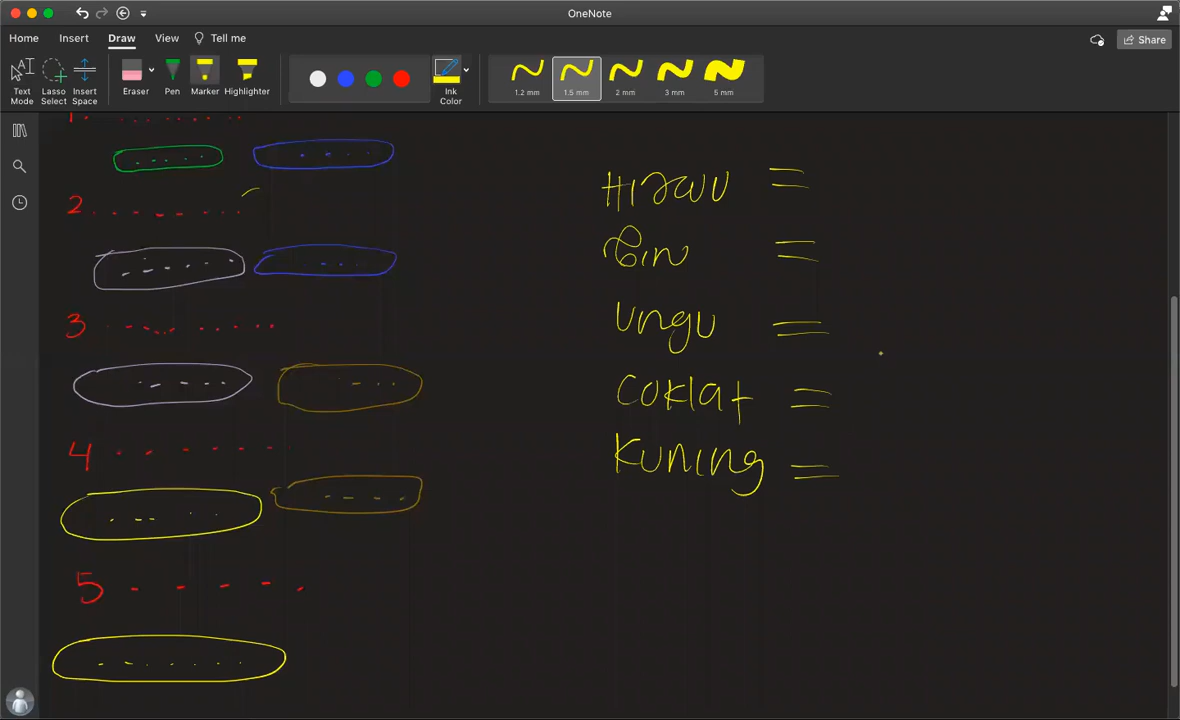 OneNote
Home Insert Draw View Tell me
Share
Text Mode
Lasso Select
Insert Space
Eraser
Pen
Marker
Highlighter
Ink Color
1.2 mm
1.5 mm
2 mm
3 mm
5 mm
1.
2.
3
4
5
=
=
ungu =
coklat =
kuning =